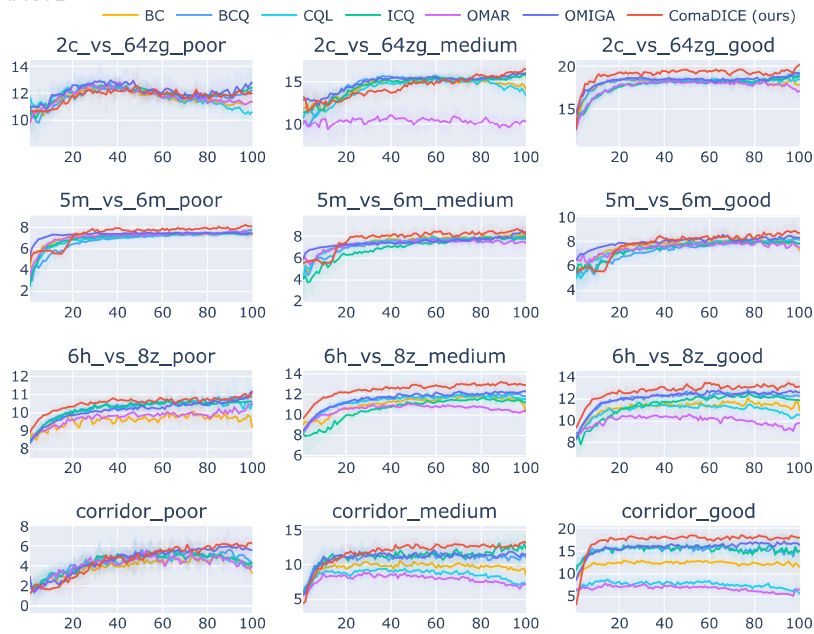 BC BCQ CQL ICQ OMAR OMIGA ComaDICE (ours)
2c_vs_64zg_poor 2c_vs_64zg_medium 2c_vs_64zg_good
14 12 10
15 10
20 15
20 40 60 80 100 20 40 60 80 100 20 40 60 80 100
5m_vs_6m_poor 5m_vs_6m_medium 5m_vs_6m_good
8 6 4 2
8 6 4 2
10 8 6 4
20 40 60 80 100 20 40 60 80 100 20 40 60 80 100
6h_vs_8z_poor 6h_vs_8z_medium 6h_vs_8z_good
12 11 10 9 8
14 12 10 8 6
14 12 10 8
20 40 60 80 100 20 40 60 80 100 20 40 60 80 100
corridor_poor corridor_medium corridor_good
8 6 4 2 0
15 10 5
20 15 10 5
20 40 60 80 100 20 40 60 80 100 20 40 60 80 100